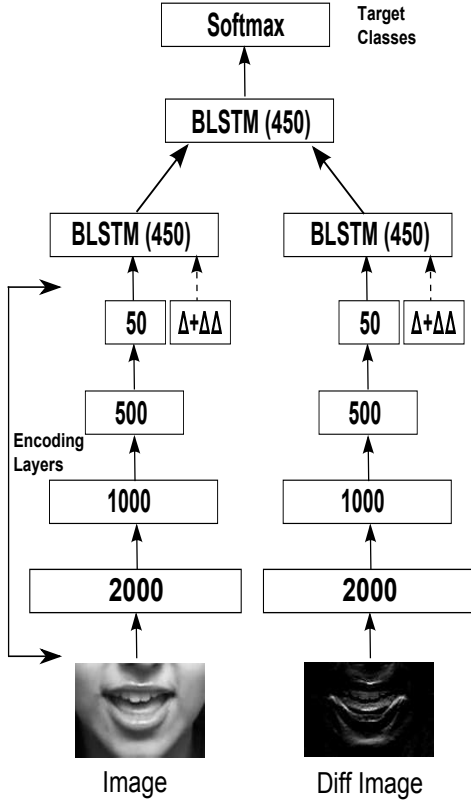 Softmax
Target
Classes
BLSTM (450)
BLSTM (450)
BLSTM (450)
50
Δ+ΔΔ
50
Δ+ΔΔ
500
500
Encoding
Layers
1000
1000
2000
2000
Image
Diff Image